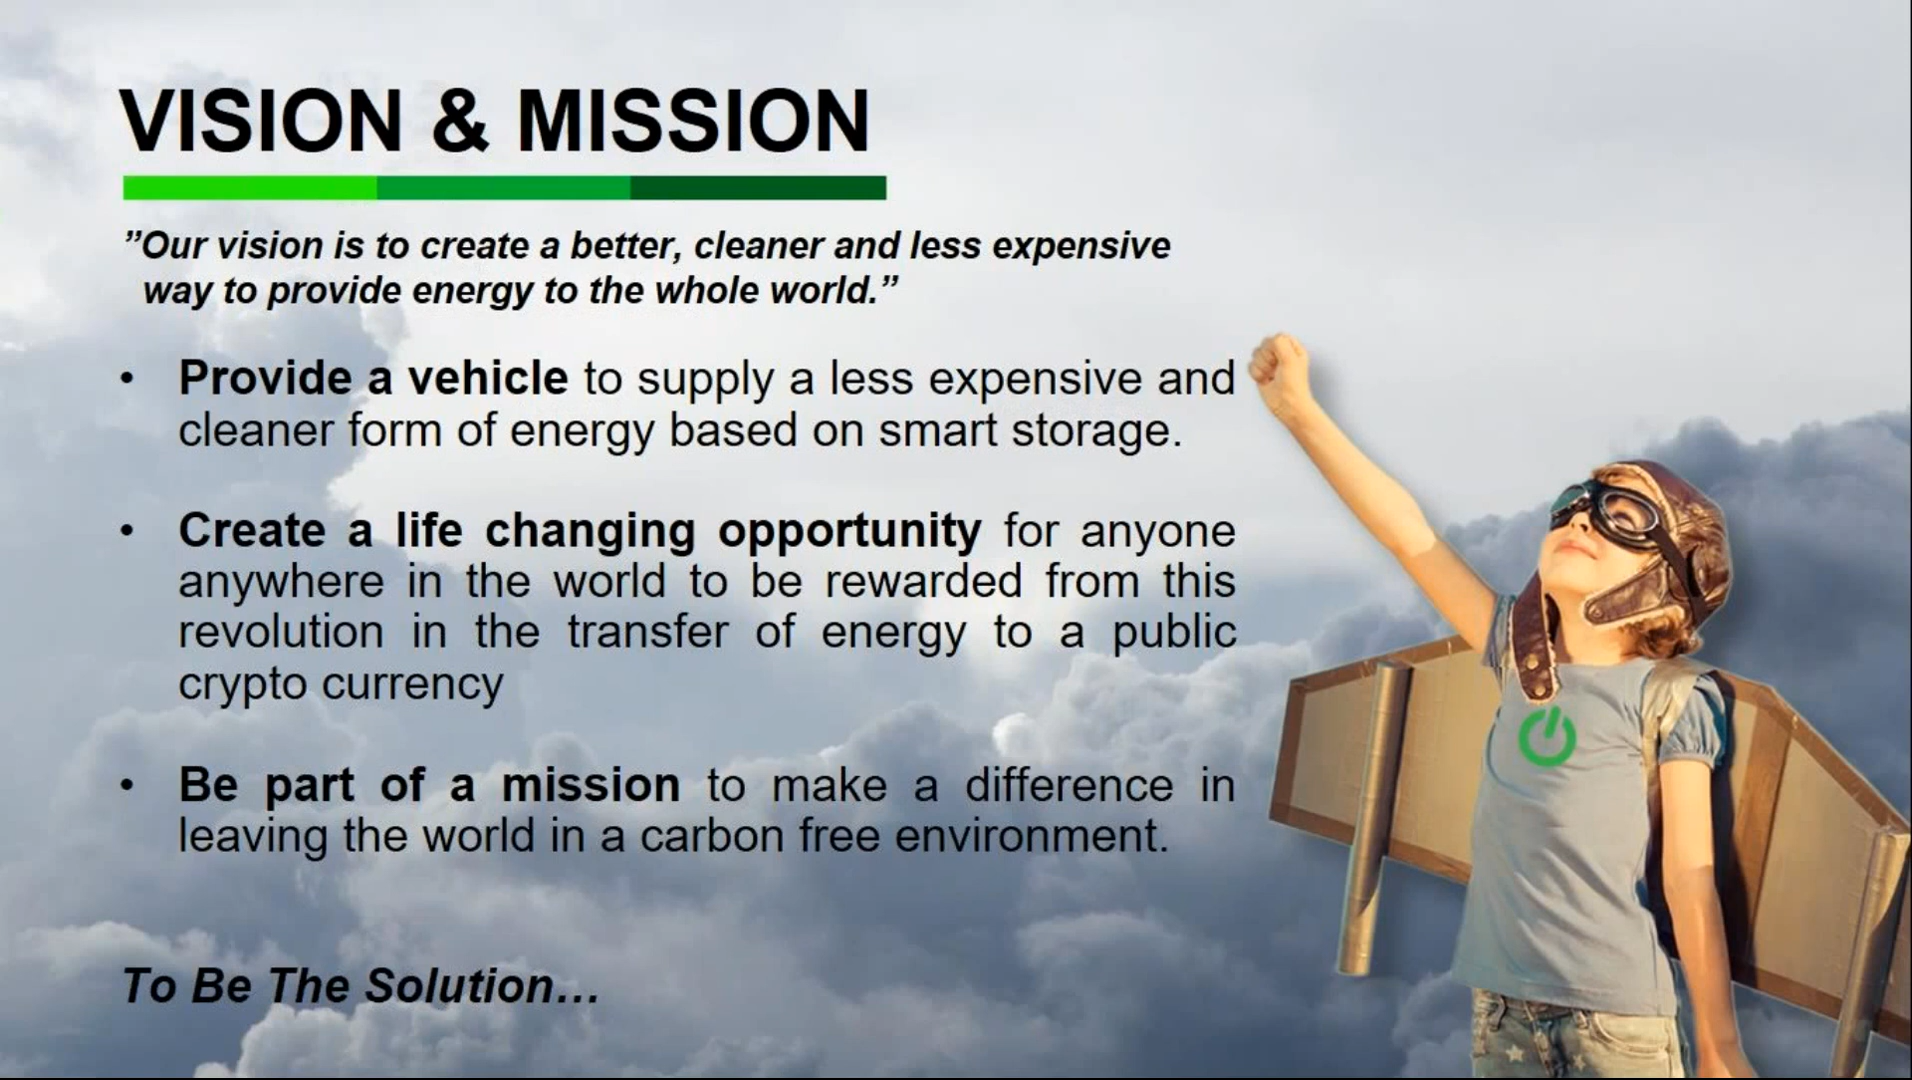 VISION & MISSION
”Our vision is to create a better, cleaner and less expensive
way to provide energy to the whole world.”
• Provide a vehicle to supply a less expensive and
cleaner form of energy based on smart storage.
• Create a life changing opportunity for anyone
anywhere in the world to be rewarded from this
revolution in the transfer of energy to a public
crypto currency
• Be part of a mission to make a difference in
leaving the world in a carbon free environment.
To Be The Solution…